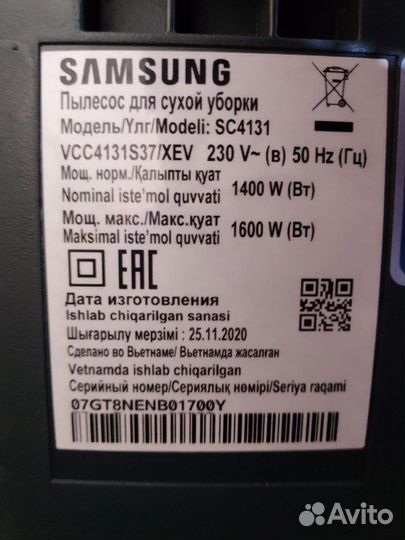 SAMSUNG
Пылесос для сухой уборки
Модель/Үлг/Modeli: SC4131
VCC4131S37/XEV 230 V~ (в) 50 Hz (Гц)
Мощ. норм./Қалыпты қуат
Nominal iste'mol quvvati 1400 W (Вт)
Мощ. макс./Макс.қуат
Maksimal iste'mol quvvati 1600 W (Вт)
EAC
Дата изготовления
Ishlab chiqarilgan sanasi
Шығарылу мерзімі : 25.11.2020
Сделано во Вьетнаме/ Вьетнамда жасалған
Vetnamda ishlab chiqarilgan
Серийный номер/Сериялық нөмірі/Seriya raqami
07GT8NENB01700Y
Avito